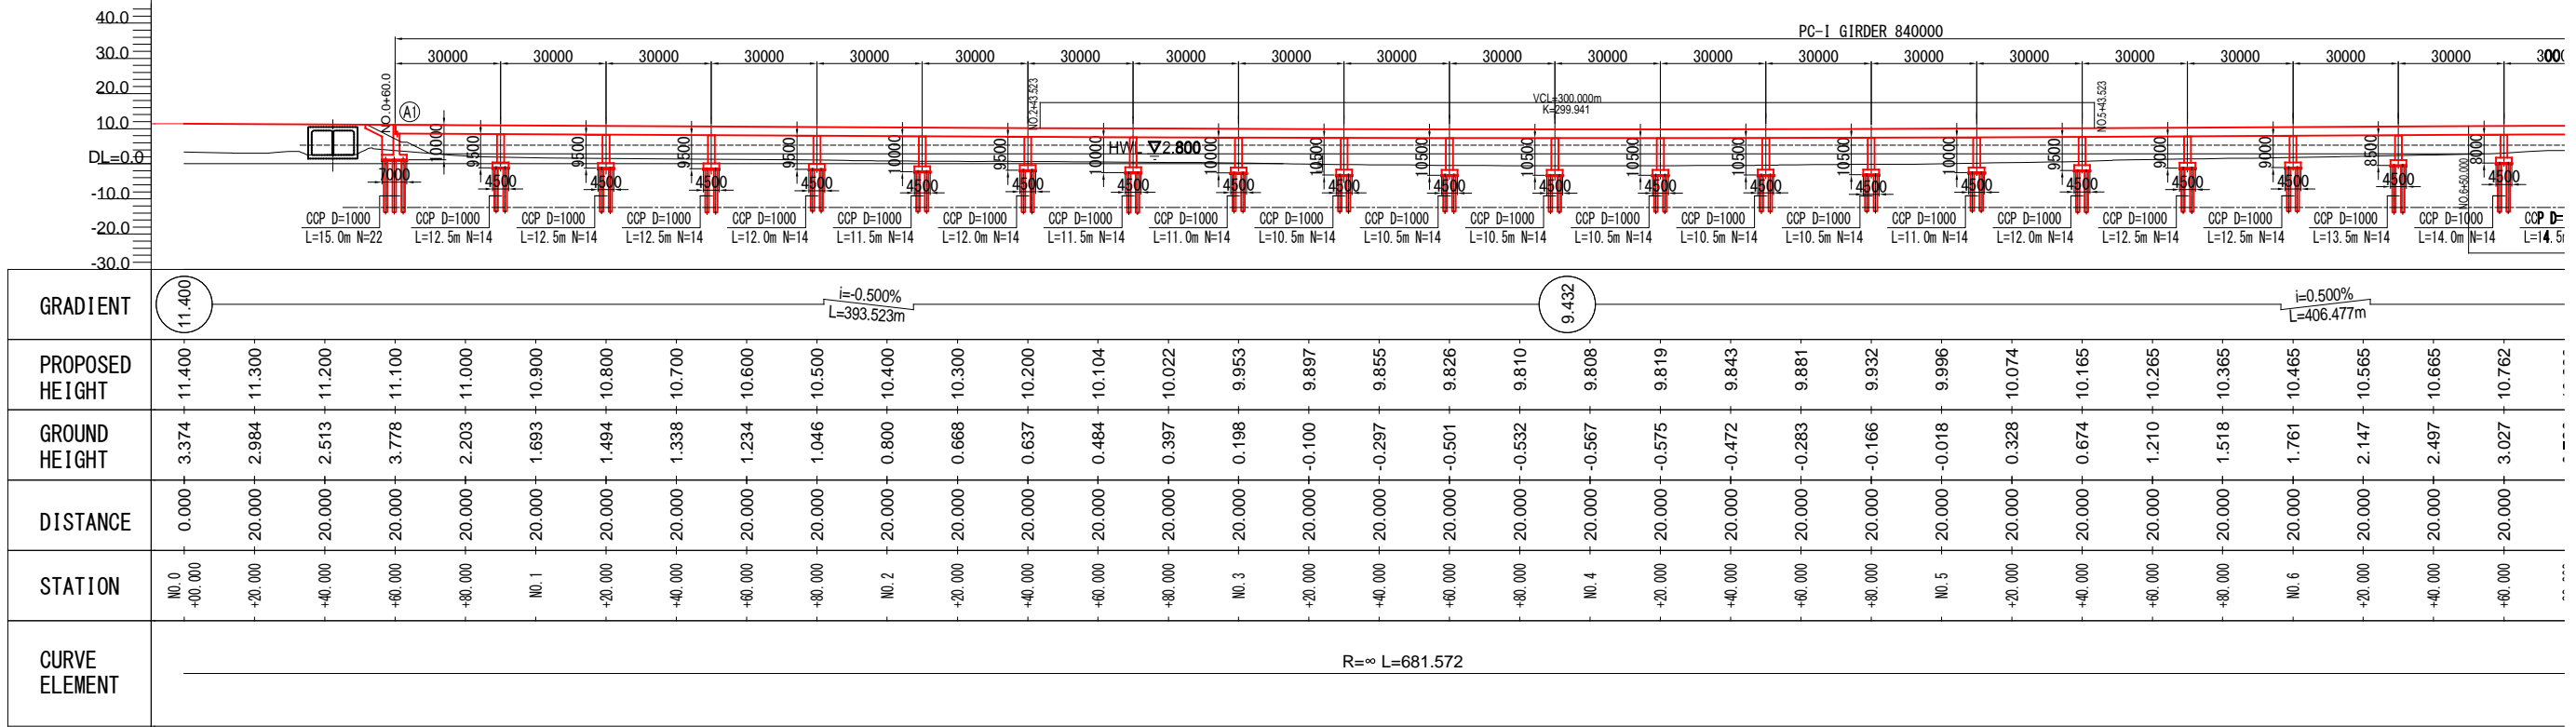 PC-I GIRDER 840000
40.0
30.0
20.0
10.0
DL=0.0
-10.0
-20.0
-30.0
30000 30000 30000 30000 30000 30000 30000 30000 30000 30000 30000 30000 30000 30000 30000 30000 30000 30000 30000 30000
NO.0+60.0
A1
NO.2+43.523
VCL=300.000m
K=299.941
NO.5+43.523
NO.6+50.000
HWL ▽2.800
10000 9500 9500 9500 9500 10000 9500 10000 10000 10500 10500 10500 10500 10500 10500 10000 9500 9000 9000 8500 8000
7000 4500 4500 4500 4500 4500 4500 4500 4500 4500 4500 4500 4500 4500 4500 4500 4500 4500 4500 4500 4500
CCP D=1000 CCP D=1000 CCP D=1000 CCP D=1000 CCP D=1000 CCP D=1000 CCP D=1000 CCP D=1000 CCP D=1000 CCP D=1000 CCP D=1000 CCP D=1000 CCP D=1000 CCP D=1000 CCP D=1000 CCP D=1000 CCP D=1000 CCP D=1000 CCP D=1000 CCP D=1000 CCP D=1000 CCP D=
L=15.0m N=22 L=12.5m N=14 L=12.5m N=14 L=12.5m N=14 L=12.0m N=14 L=11.5m N=14 L=12.0m N=14 L=11.5m N=14 L=11.0m N=14 L=10.5m N=14 L=10.5m N=14 L=10.5m N=14 L=10.5m N=14 L=10.5m N=14 L=10.5m N=14 L=11.0m N=14 L=12.0m N=14 L=12.5m N=14 L=12.5m N=14 L=13.5m N=14 L=14.0m N=14 L=14.5
GRADIENT
11.400
i=-0.500%
L=393.523m
9.432
i=0.500%
L=406.477m
PROPOSED
HEIGHT
11.400 11.300 11.200 11.100 11.000 10.900 10.800 10.700 10.600 10.500 10.400 10.300 10.200 10.104 10.022 9.953 9.897 9.855 9.826 9.810 9.808 9.819 9.843 9.881 9.932 9.996 10.074 10.165 10.265 10.365 10.465 10.565 10.665 10.762
GROUND
HEIGHT
3.374 2.984 2.513 3.778 2.203 1.693 1.494 1.338 1.234 1.046 0.800 0.668 0.637 0.484 0.397 0.198 -0.100 -0.297 -0.501 -0.532 -0.567 -0.575 -0.472 -0.283 -0.166 -0.018 0.328 0.674 1.210 1.518 1.761 2.147 2.497 3.027
DISTANCE
0.000 20.000 20.000 20.000 20.000 20.000 20.000 20.000 20.000 20.000 20.000 20.000 20.000 20.000 20.000 20.000 20.000 20.000 20.000 20.000 20.000 20.000 20.000 20.000 20.000 20.000 20.000 20.000 20.000 20.000 20.000 20.000 20.000 20.000
STATION
NO.0
+00.000 +20.000 +40.000 +60.000 +80.000 NO.1 +20.000 +40.000 +60.000 +80.000 NO.2 +20.000 +40.000 +60.000 +80.000 NO.3 +20.000 +40.000 +60.000 +80.000 NO.4 +20.000 +40.000 +60.000 +80.000 NO.5 +20.000 +40.000 +60.000 +80.000 NO.6 +20.000 +40.000 +60.000
CURVE
ELEMENT
R=∞ L=681.572